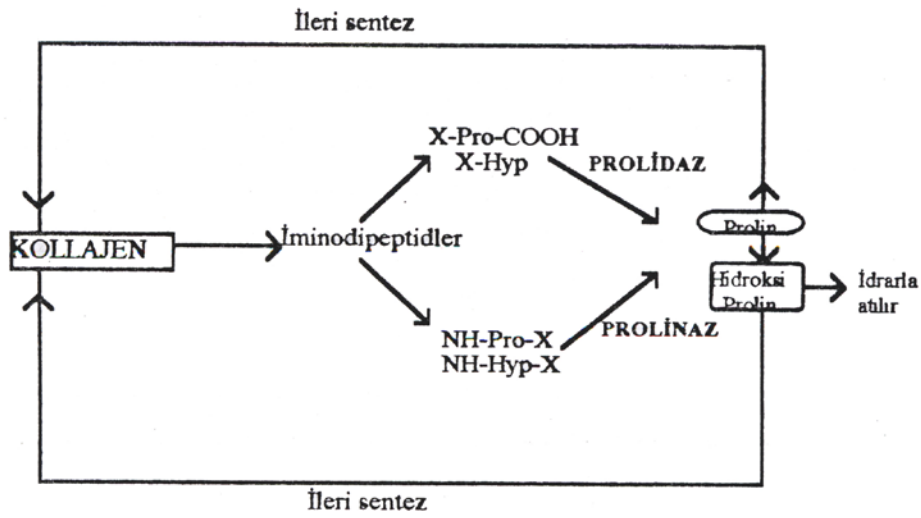 İleri sentez
X-Pro-COOH
X-Hyp
PROLİDAZ
Prolin
KOLLAJEN
İminodipeptidler
Hidroksi
Prolin
İdrarla
atılır
NH-Pro-X
NH-Hyp-X
PROLİNAZ
İleri sentez